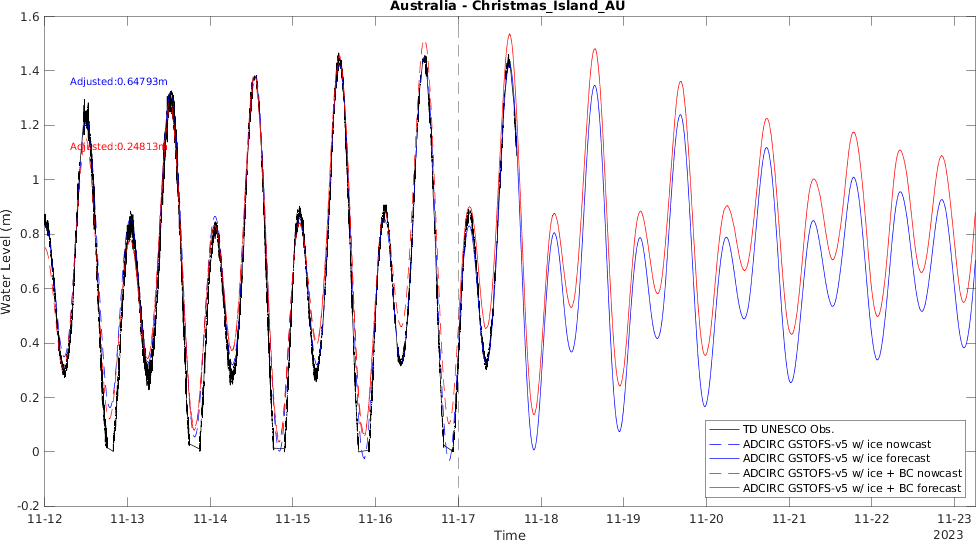 Australia - Christmas_Island_AU
1.6
1.4
1.2
1
0.8
0.6
0.4
0.2
0
-0.2
Water Level (m)
Adjusted:0.64793m
Adjusted:0.24813m
TD UNESCO Obs.
ADCIRC GSTOFS-v5 w/ ice nowcast
ADCIRC GSTOFS-v5 w/ ice forecast
ADCIRC GSTOFS-v5 w/ ice + BC nowcast
ADCIRC GSTOFS-v5 w/ ice + BC forecast
11-12 11-13 11-14 11-15 11-16 11-17 11-18 11-19 11-20 11-21 11-22 11-23
Time
2023